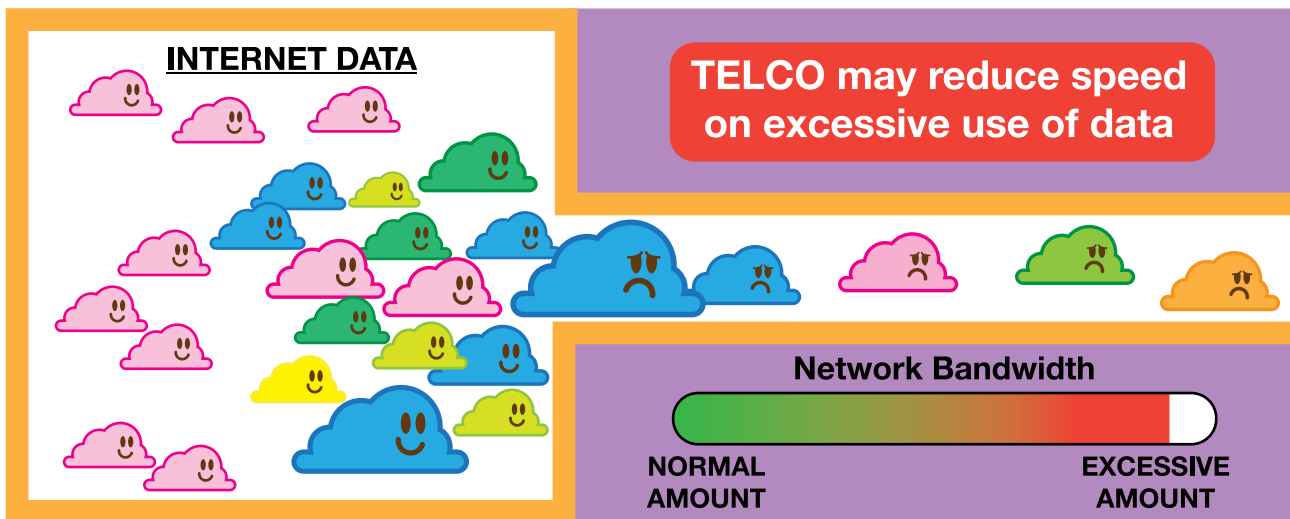 INTERNET DATA
TELCO may reduce speed
on excessive use of data
Network Bandwidth
NORMAL
AMOUNT
EXCESSIVE
AMOUNT